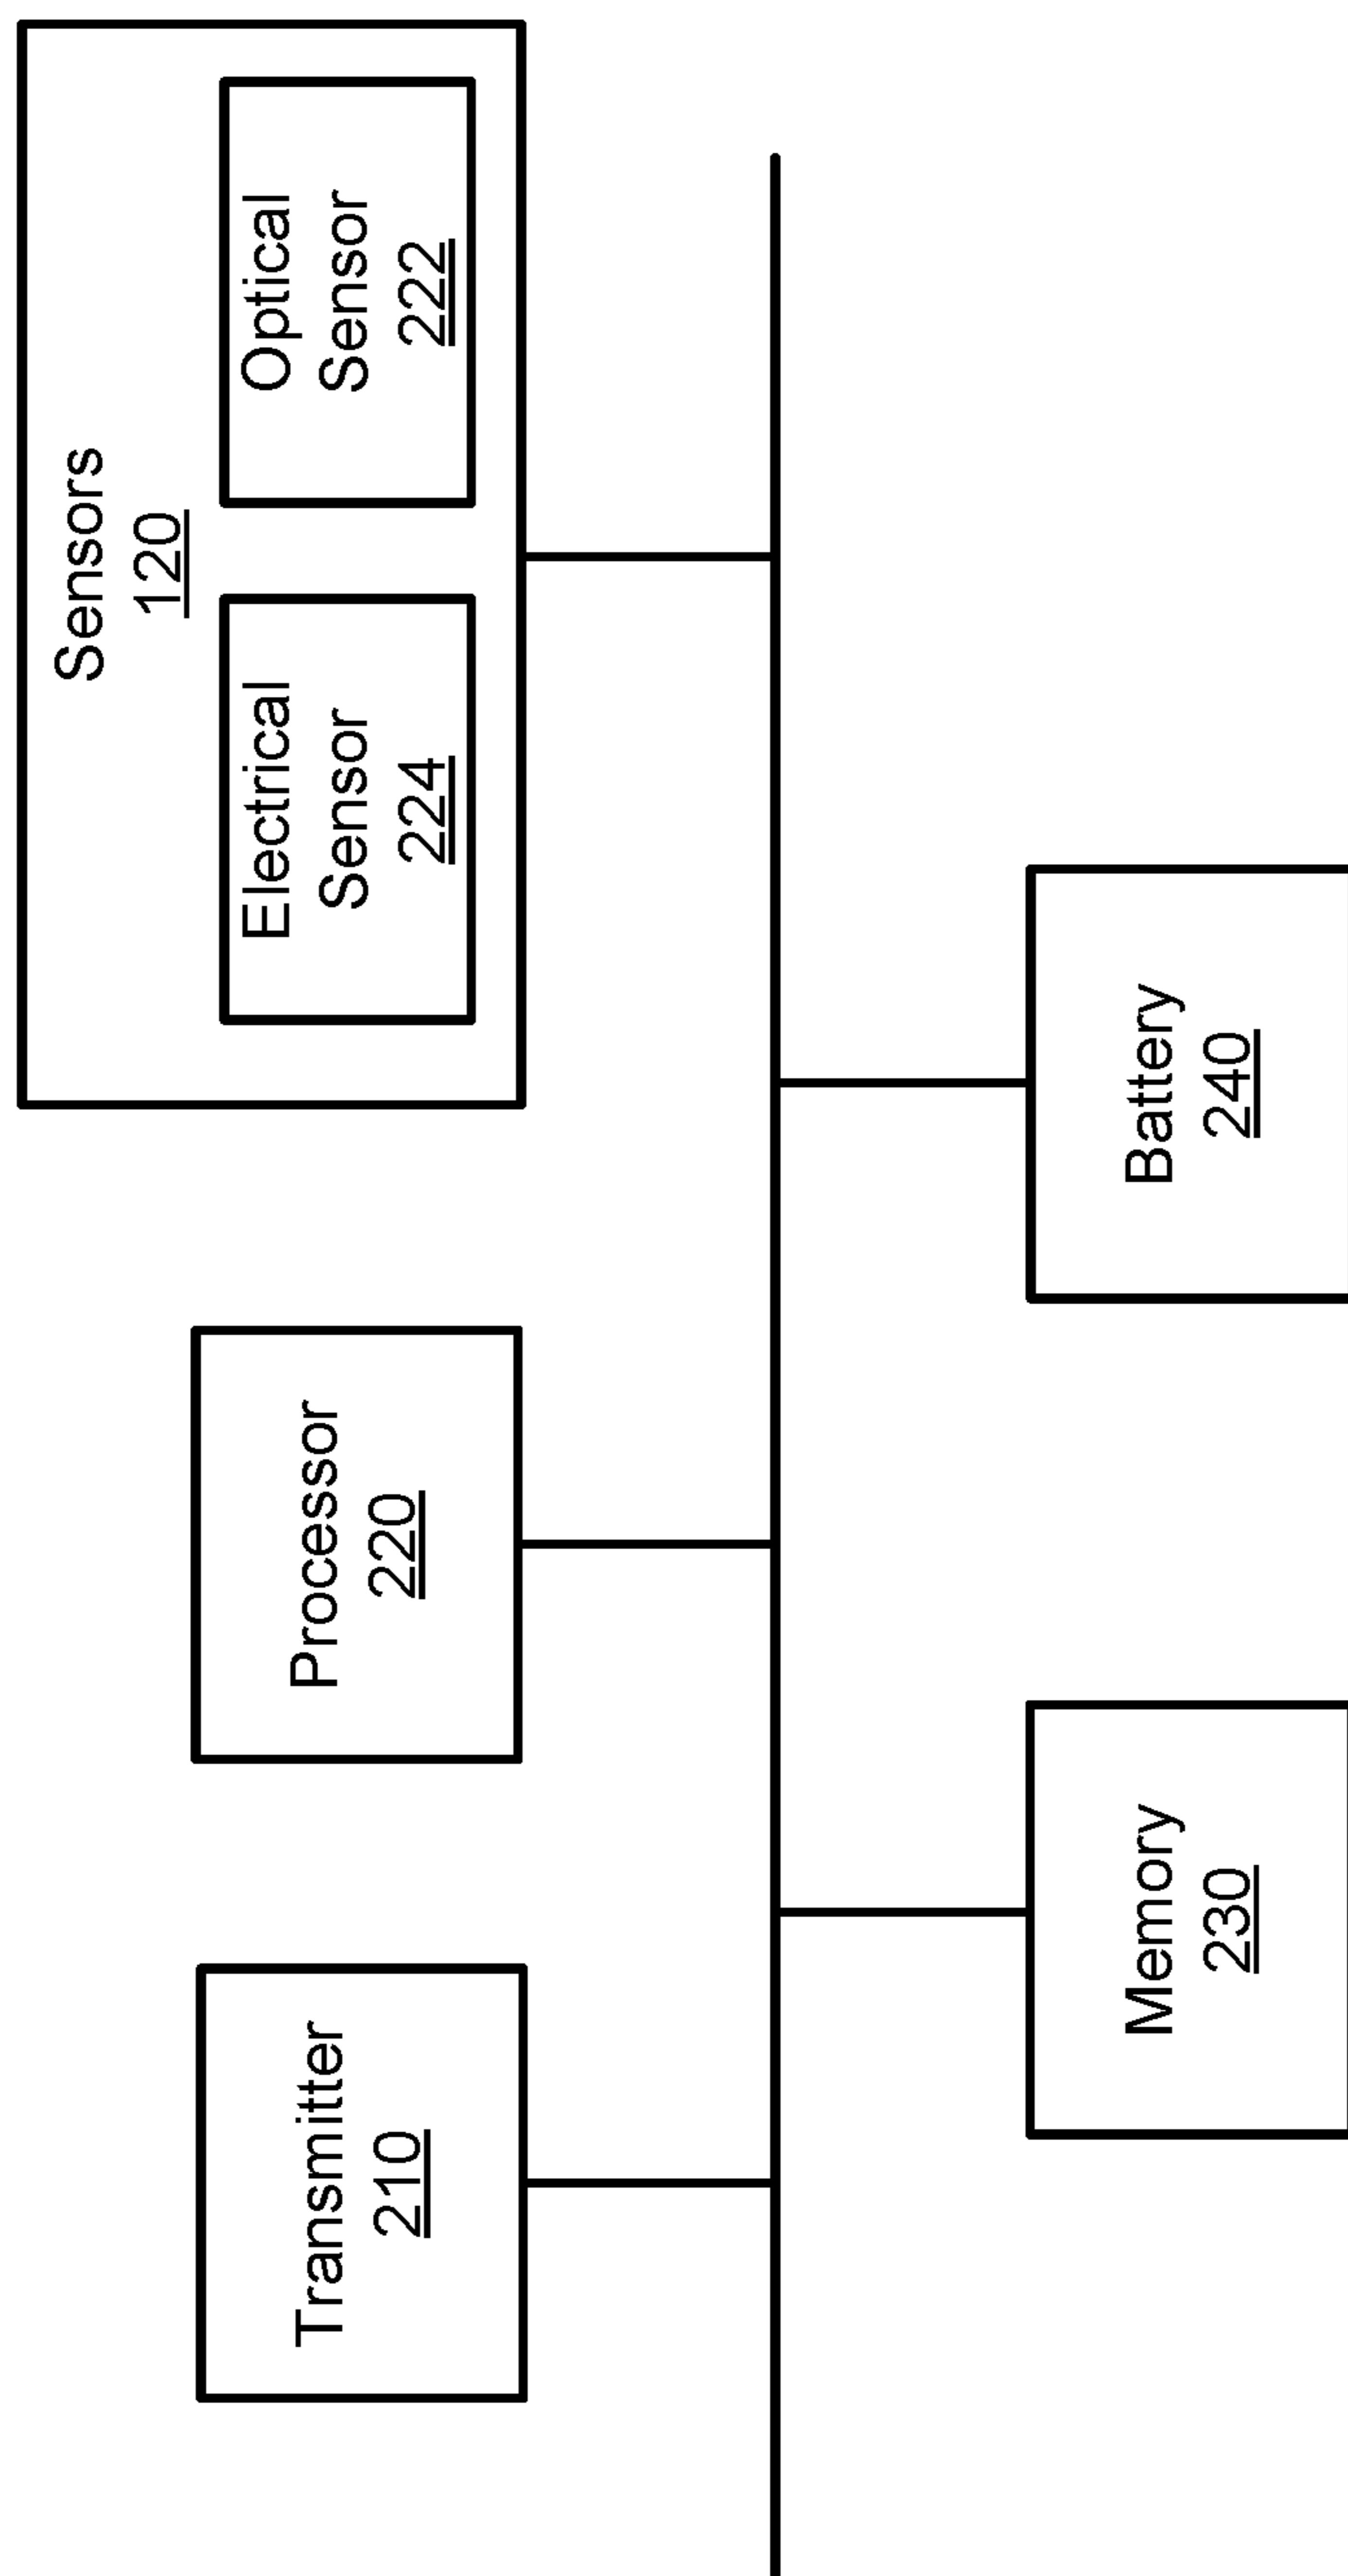 Transmitter
210
Processor
220
Sensors
120
Electrical
Sensor
224
Optical
Sensor
222
Memory
230
Battery
240